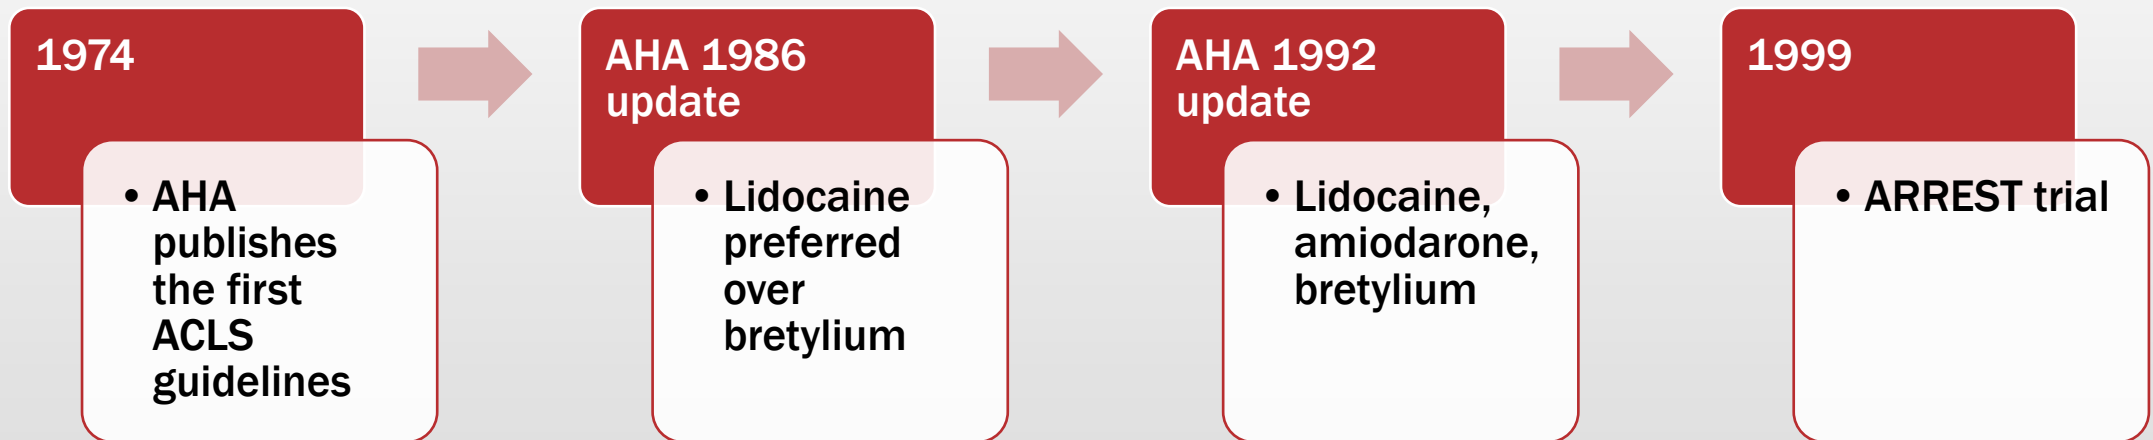 1974
• AHA
publishes
the first
ACLS
guidelines
AHA 1986
update
• Lidocaine
preferred
over
bretylium
AHA 1992
update
• Lidocaine,
amiodarone,
bretylium
1999
• ARREST trial